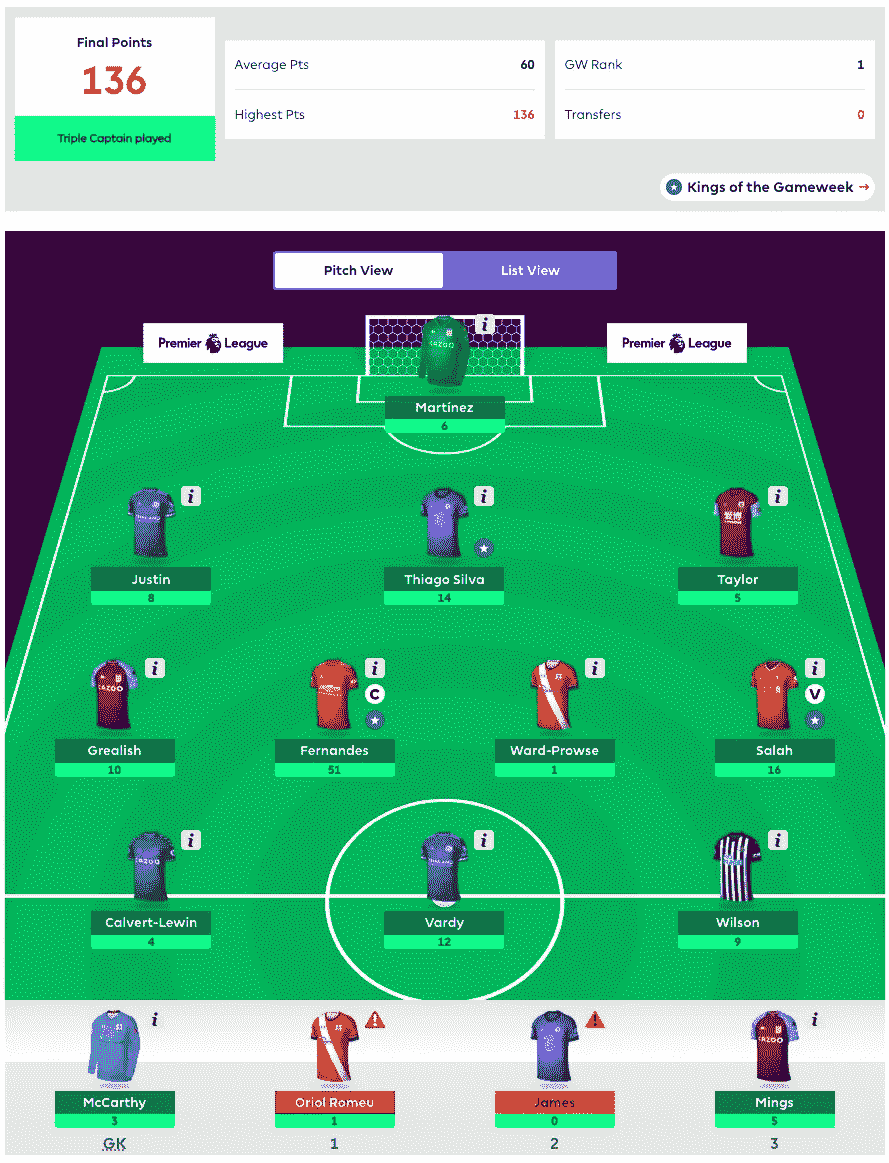 Final Points
136
Triple Captain played
Average Pts 60
Highest Pts 136
GW Rank 1
Transfers 0
Kings of the Gameweek →
Pitch View List View
Premier League Premier League
Martínez
6
Justin Thiago Silva Taylor
8 14 5
C V
Grealish Fernandes Ward-Prowse Salah
10 51 1 16
Calvert-Lewin Vardy Wilson
4 12 9
McCarthy Oriol Romeu James Mings
3 1 0 5
GK 1 2 3